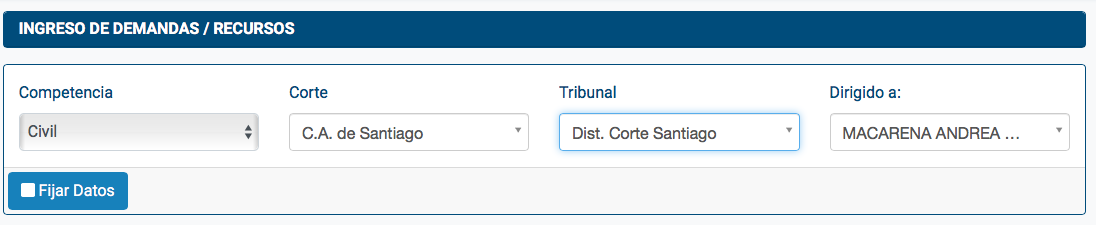 INGRESO DE DEMANDAS / RECURSOS
Competencia Corte Tribunal Dirigido a:
Civil C.A. de Santiago Dist. Corte Santiago MACARENA ANDREA ...
Fijar Datos